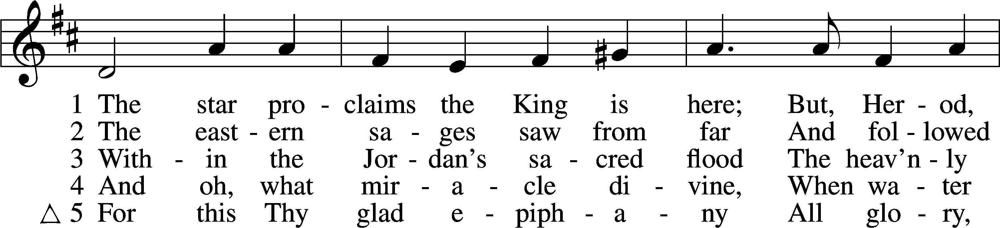 1 The star pro - claims the King is here; But, Her - od,
2 The east - ern sa - ges saw from far And fol - lowed
3 With - in the Jor - dan’s sa - cred flood The heav’n - ly
4 And oh, what mir - a - cle di - vine, When wa - ter
△ 5 For this Thy glad e - piph - a - ny All glo - ry,